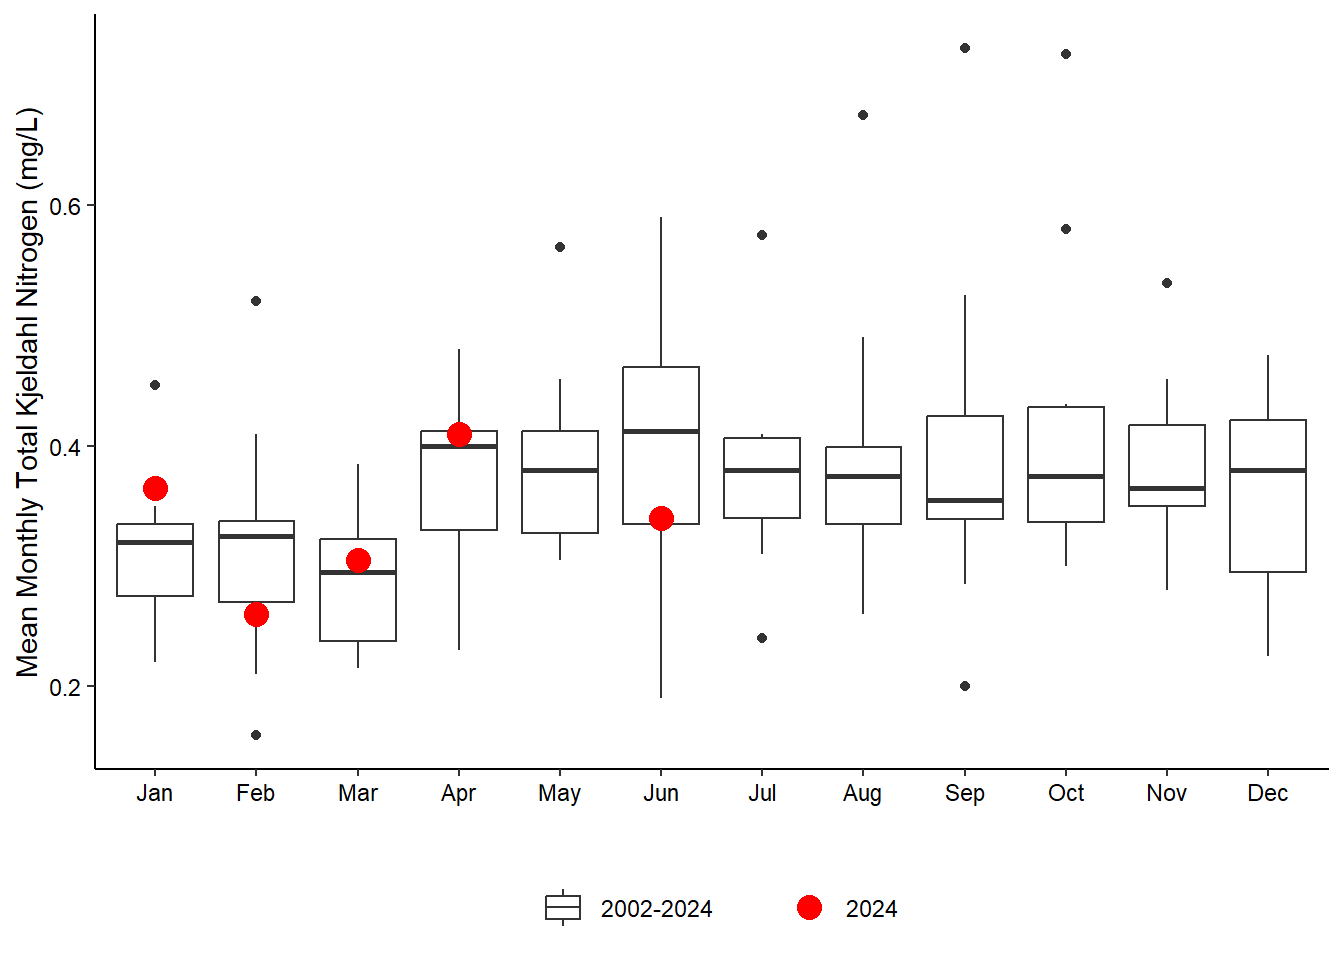 Mean Monthly Total Kjeldahl Nitrogen (mg/L)
0.6
0.4
0.2
Jan Feb Mar Apr May Jun Jul Aug Sep Oct Nov Dec
2002-2024 2024